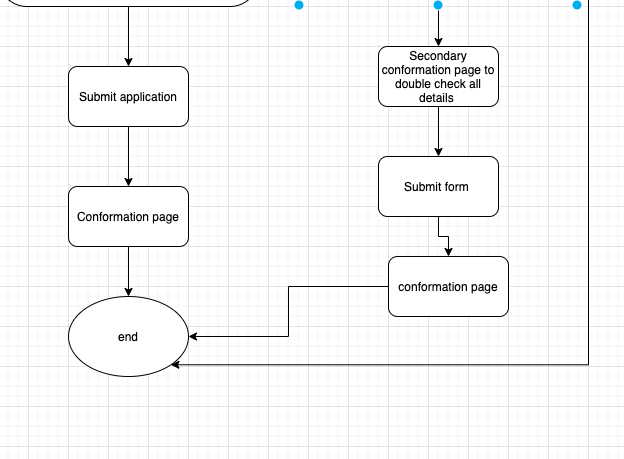 Secondary
conformation page to
double check all
details
Submit application
Submit form
Conformation page
conformation page
end